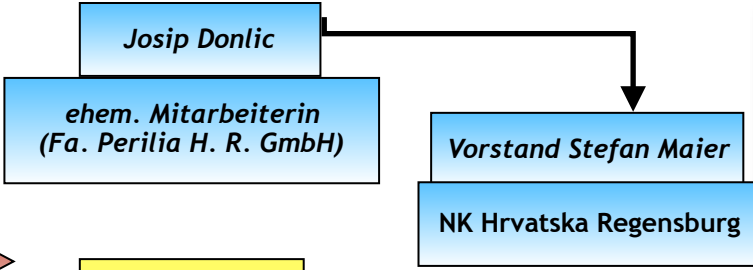 Josip Donlic
ehem. Mitarbeiterin
(Fa. Perilia H. R. GmbH)
Vorstand Stefan Maier
NK Hrvatska Regensburg